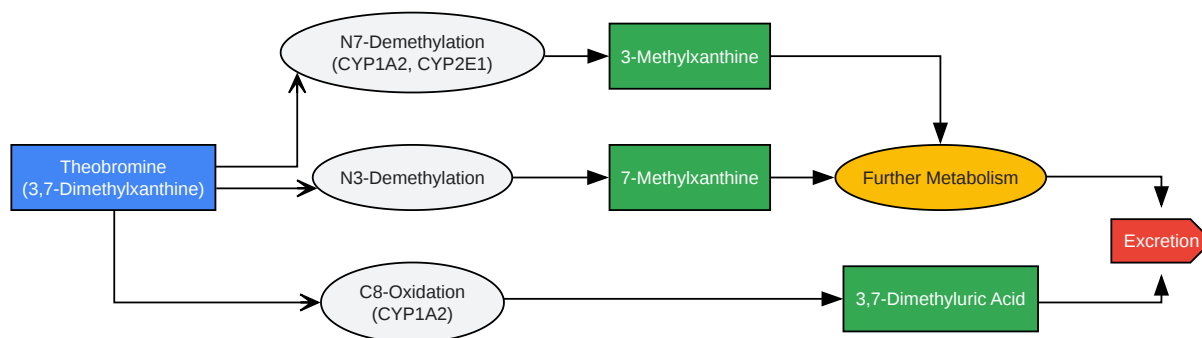 N7-Demethylation
(CYP1A2, CYP2E1)
3-Methylxanthine
Theobromine
(3,7-Dimethylxanthine)
N3-Demethylation
7-Methylxanthine
Further Metabolism
Excretion
C8-Oxidation
(CYP1A2)
3,7-Dimethyluric Acid